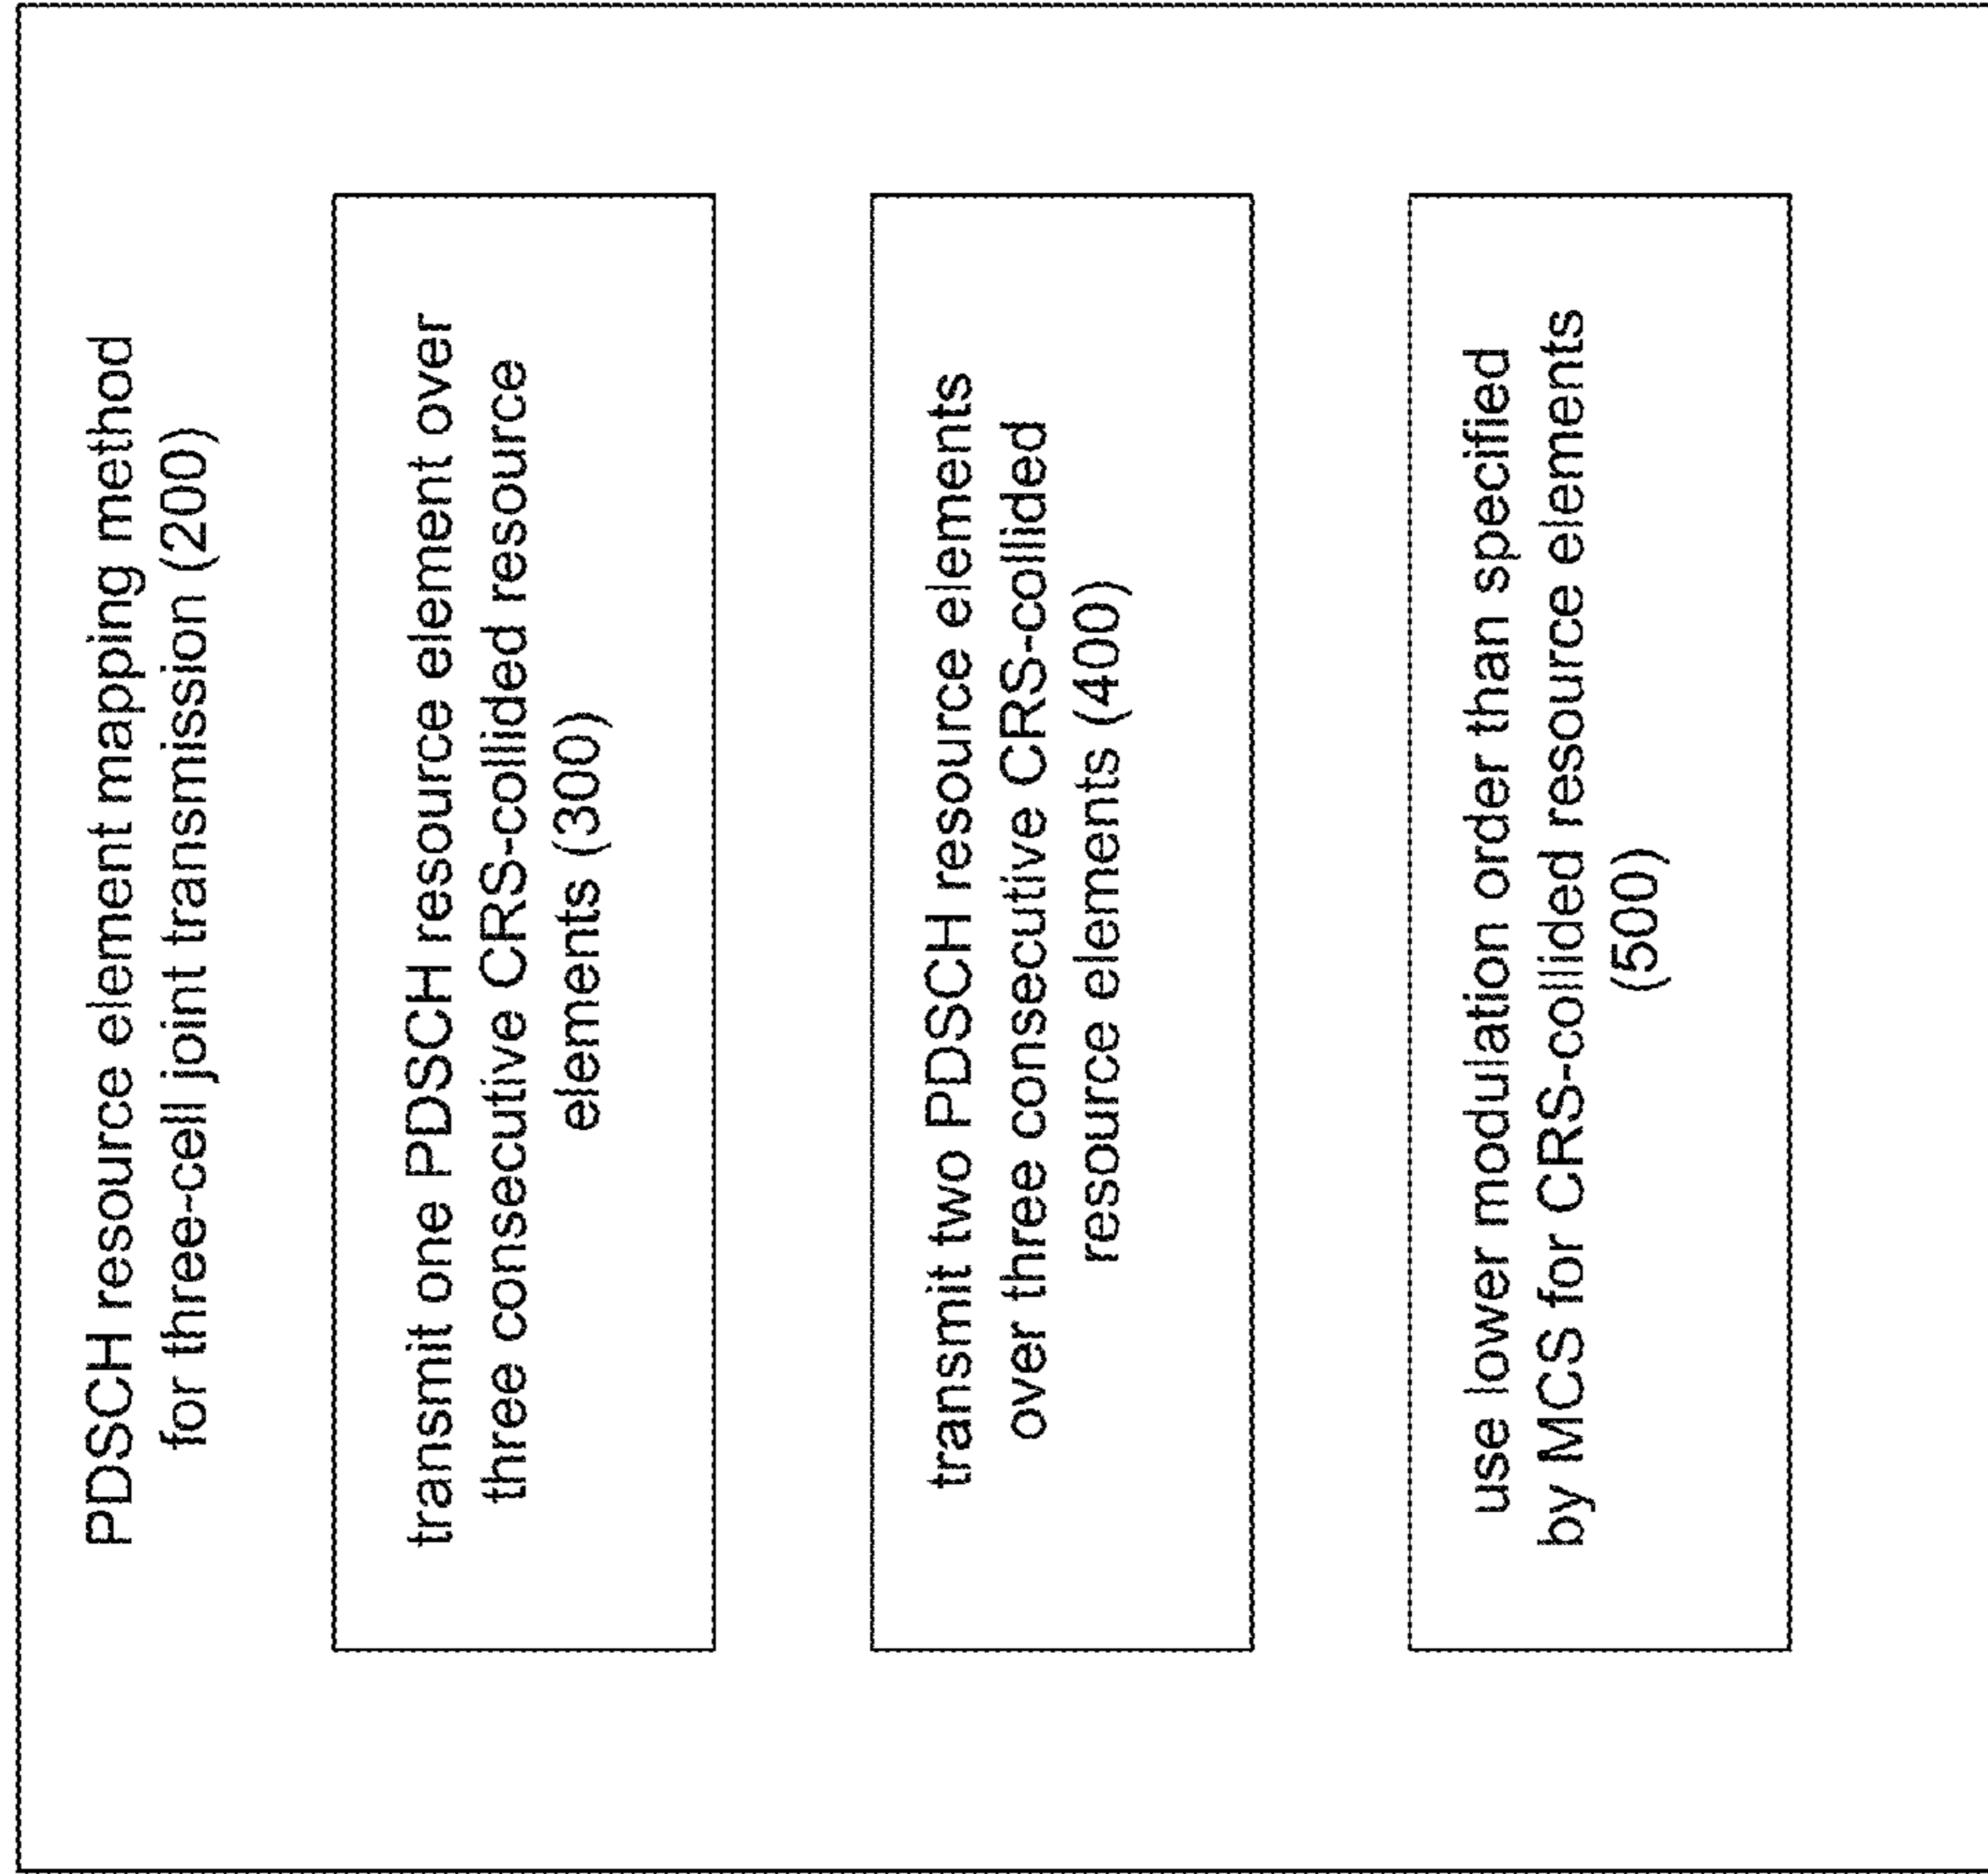 PDSCH resource element mapping method
for three-cell joint transmission (200)
transmit one PDSCH resource element over
three consecutive CRS-collided resource
elements (300)
transmit two PDSCH resource elements
over three consecutive CRS-collided
resource elements (400)
use lower modulation order than specified
by MCS for CRS-collided resource elements
(500)